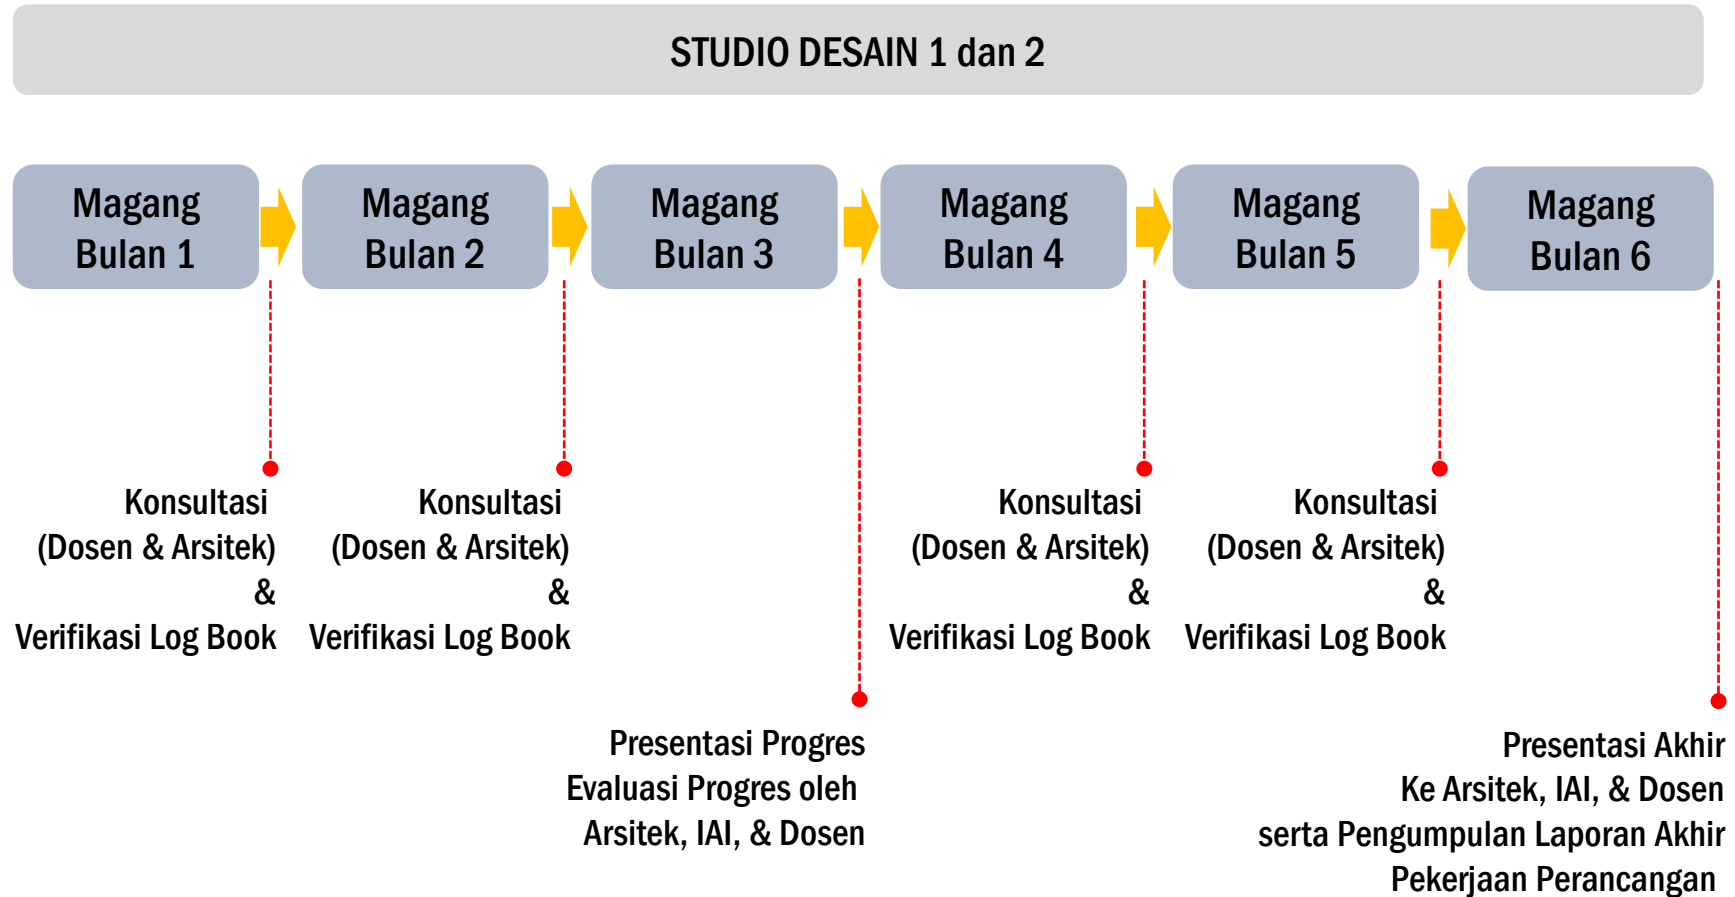 STUDIO DESAIN 1 dan 2
Magang
Bulan 1
Magang
Bulan 2
Magang
Bulan 3
Magang
Bulan 4
Magang
Bulan 5
Magang
Bulan 6
Konsultasi
(Dosen & Arsitek)
&
Verifikasi Log Book
Konsultasi
(Dosen & Arsitek)
&
Verifikasi Log Book
Presentasi Progres
Evaluasi Progres oleh
Arsitek, IAI, & Dosen
Konsultasi
(Dosen & Arsitek)
&
Verifikasi Log Book
Konsultasi
(Dosen & Arsitek)
&
Verifikasi Log Book
Presentasi Akhir
Ke Arsitek, IAI, & Dosen
serta Pengumpulan Laporan Akhir
Pekerjaan Perancangan